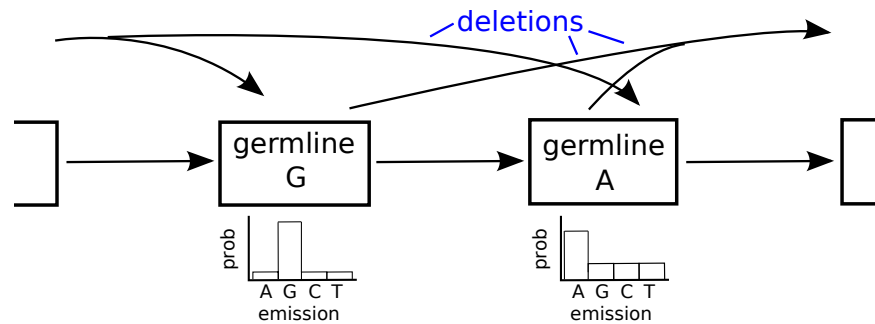 deletions
germline
G
germline
A
prob
A G C T
emission
prob
A G C T
emission